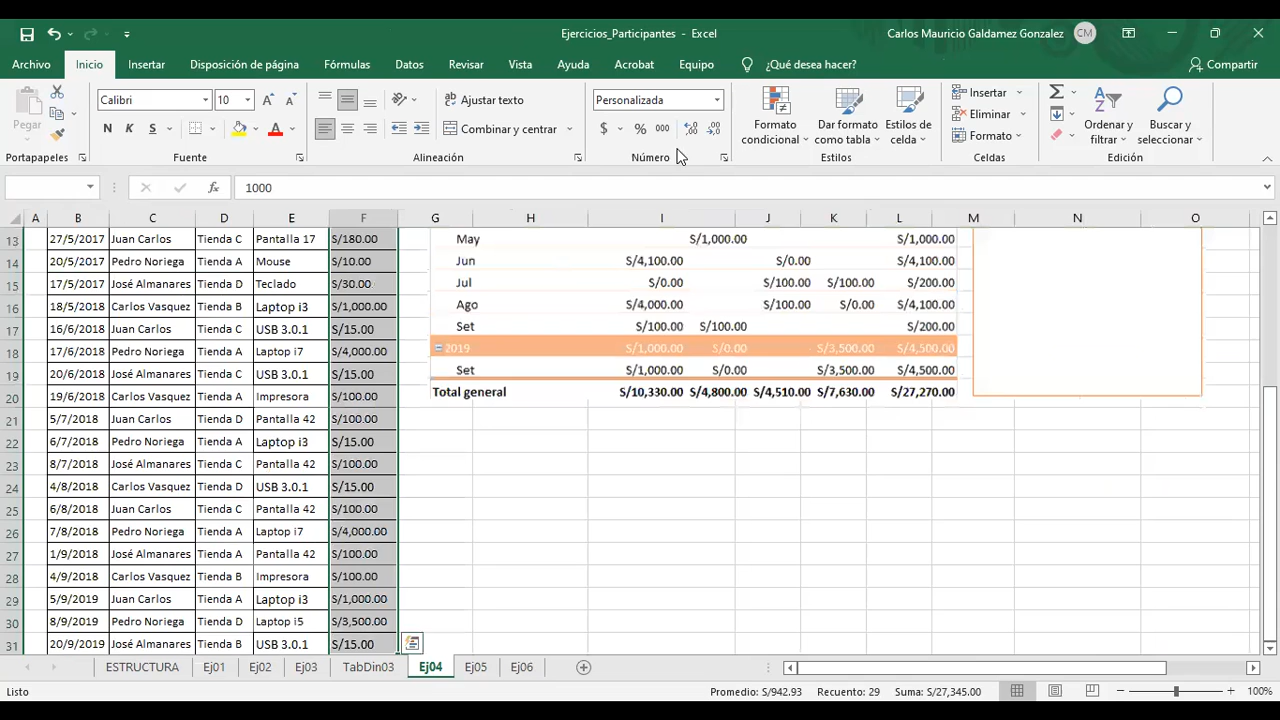 Ejercicios_Participantes - Excel
Carlos Mauricio Galdamez Gonzalez CM
Archivo Inicio Insertar Disposición de página Fórmulas Datos Revisar Vista Ayuda Acrobat Equipo ¿Qué desea hacer? Compartir
Pegar
Calibri 10
N K S
Ajustar texto
Combinar y centrar
Personalizada
$ % 000
Formato condicional
Dar formato como tabla
Estilos de celda
Insertar
Eliminar
Formato
Ordenar y filtrar
Buscar y seleccionar
Portapapeles Fuente Alineación Número Estilos Celdas Edición
fx 1000
A B C D E F G H I J K L M N O
13 27/5/2017 Juan Carlos Tienda C Pantalla 17 S/180.00 May S/1,000.00 S/1,000.00
14 20/5/2017 Pedro Noriega Tienda A Mouse S/10.00 Jun S/4,100.00 S/0.00 S/4,100.00
15 17/5/2017 José Almanares Tienda D Teclado S/30.00 Jul S/0.00 S/100.00 S/100.00 S/200.00
16 18/5/2018 Carlos Vasquez Tienda B Laptop i3 S/1,000.00 Ago S/4,000.00 S/100.00 S/0.00 S/4,100.00
17 16/6/2018 Juan Carlos Tienda C USB 3.0.1 S/15.00 Set S/100.00 S/100.00 S/200.00
18 17/6/2018 Pedro Noriega Tienda A Laptop i7 S/4,000.00 2019 S/1,000.00 S/0.00 S/3,500.00 S/4,500.00
19 20/6/2018 José Almanares Tienda C USB 3.0.1 S/15.00 Set S/1,000.00 S/0.00 S/3,500.00 S/4,500.00
20 19/6/2018 Carlos Vasquez Tienda A Impresora S/100.00 Total general S/10,330.00 S/4,800.00 S/4,510.00 S/7,630.00 S/27,270.00
21 5/7/2018 Juan Carlos Tienda D Pantalla 42 S/100.00
22 6/7/2018 Pedro Noriega Tienda A Laptop i3 S/15.00
23 8/7/2018 José Almanares Tienda C Pantalla 42 S/100.00
24 4/8/2018 Carlos Vasquez Tienda D USB 3.0.1 S/15.00
25 6/8/2018 Juan Carlos Tienda C Pantalla 42 S/100.00
26 7/8/2018 Pedro Noriega Tienda A Laptop i7 S/4,000.00
27 1/9/2018 José Almanares Tienda A Pantalla 42 S/100.00
28 4/9/2018 Carlos Vasquez Tienda B Impresora S/100.00
29 5/9/2019 Juan Carlos Tienda A Laptop i3 S/1,000.00
30 8/9/2019 Pedro Noriega Tienda D Laptop i5 S/3,500.00
31 20/9/2019 José Almanares Tienda B USB 3.0.1 S/15.00
ESTRUCTURA Ej01 Ej02 Ej03 TabDin03 Ej04 Ej05 Ej06
Listo Promedio: S/942.93 Recuento: 29 Suma: S/27,345.00 100%